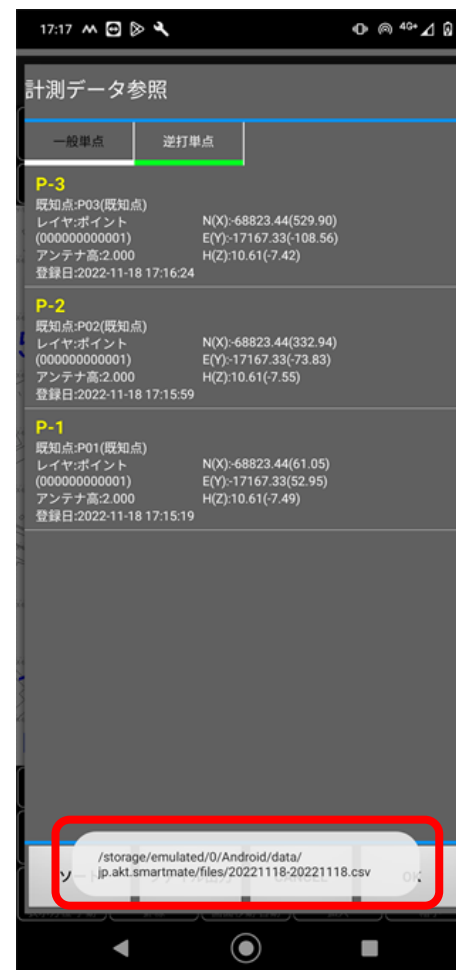 17:17
4G+
計測データ参照
一般単点 逆打単点
P-3
既知点:P03(既知点)
レイヤ:ポイント N(X):-68823.44(529.90)
(000000000001) E(Y):-17167.33(-108.56)
アンテナ高:2.000 H(Z):10.61(-7.42)
登録日:2022-11-18 17:16:24
P-2
既知点:P02(既知点)
レイヤ:ポイント N(X):-68823.44(332.94)
(000000000001) E(Y):-17167.33(-73.83)
アンテナ高:2.000 H(Z):10.61(-7.55)
登録日:2022-11-18 17:15:59
P-1
既知点:P01(既知点)
レイヤ:ポイント N(X):-68823.44(61.05)
(000000000001) E(Y):-17167.33(52.95)
アンテナ高:2.000 H(Z):10.61(-7.49)
登録日:2022-11-18 17:15:19
/storage/emulated/0/Android/data/
jp.akt.smartmate/files/20221118-20221118.csv